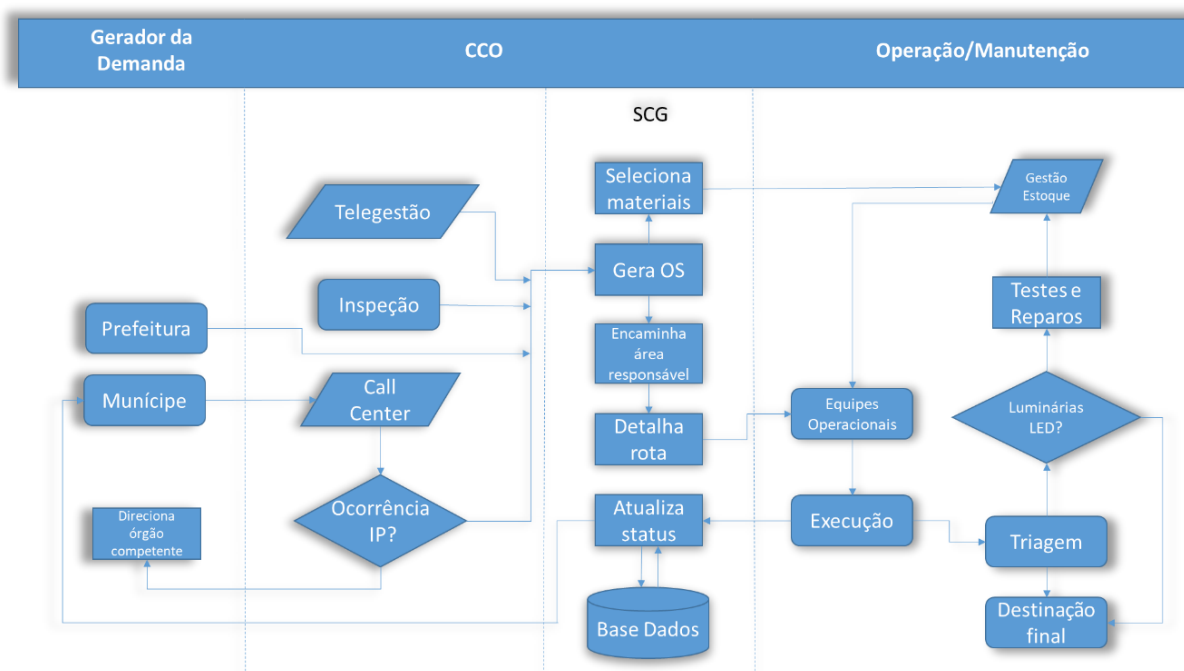 Gerador da
Demanda
CCO
Operação/Manutenção
SCG
Seleciona
materiais
Gestão
Estoque
Telegestão
Gera OS
Inspeção
Testes e
Reparos
Prefeitura
Encaminha
área
responsável
Munícipe
Call
Center
Equipes
Operacionais
Luminárias
LED?
Detalha
rota
Direciona
órgão
competente
Ocorrência
IP?
Atualiza
status
Execução
Triagem
Base Dados
Destinação
final